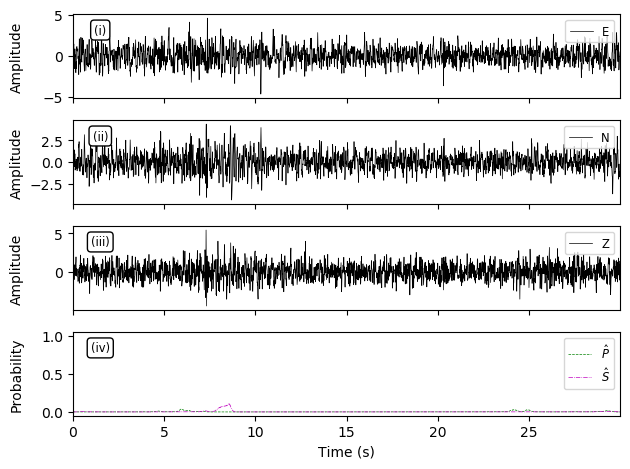 Amplitude
5
0
−5
(i)
E
Amplitude
2.5
0.0
−2.5
(ii)
N
Amplitude
5
0
(iii)
Z
Probability
1.0
0.5
0.0
(iv)
P̂
Ŝ
0 5 10 15 20 25
Time (s)